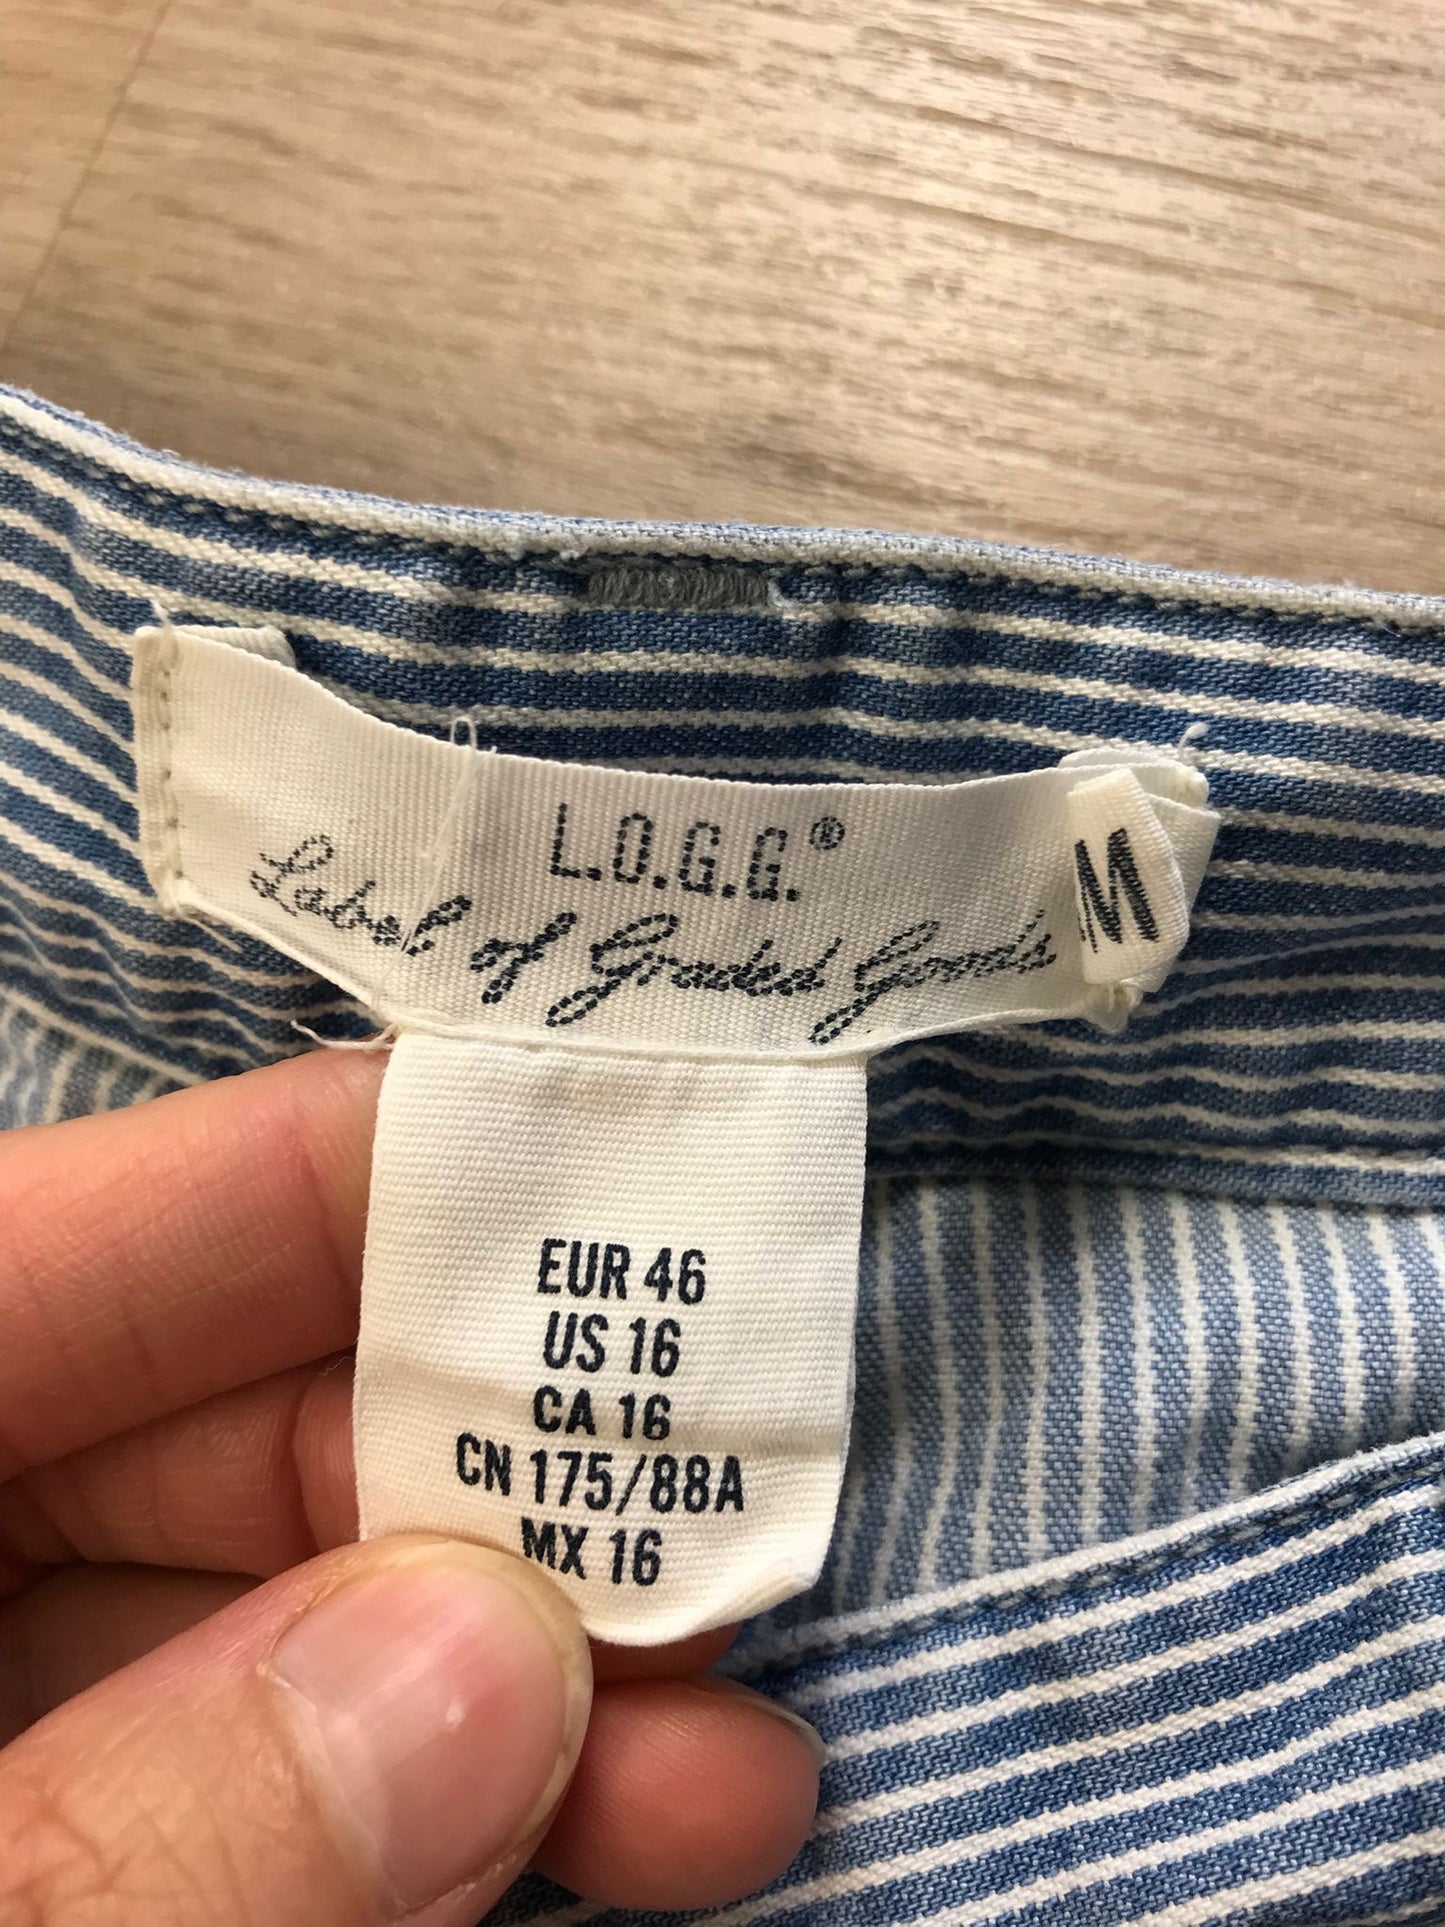 L.O.G.G.®
Label of Graded Goods
M
EUR 46
US 16
CA 16
CN 175/88A
MX 16